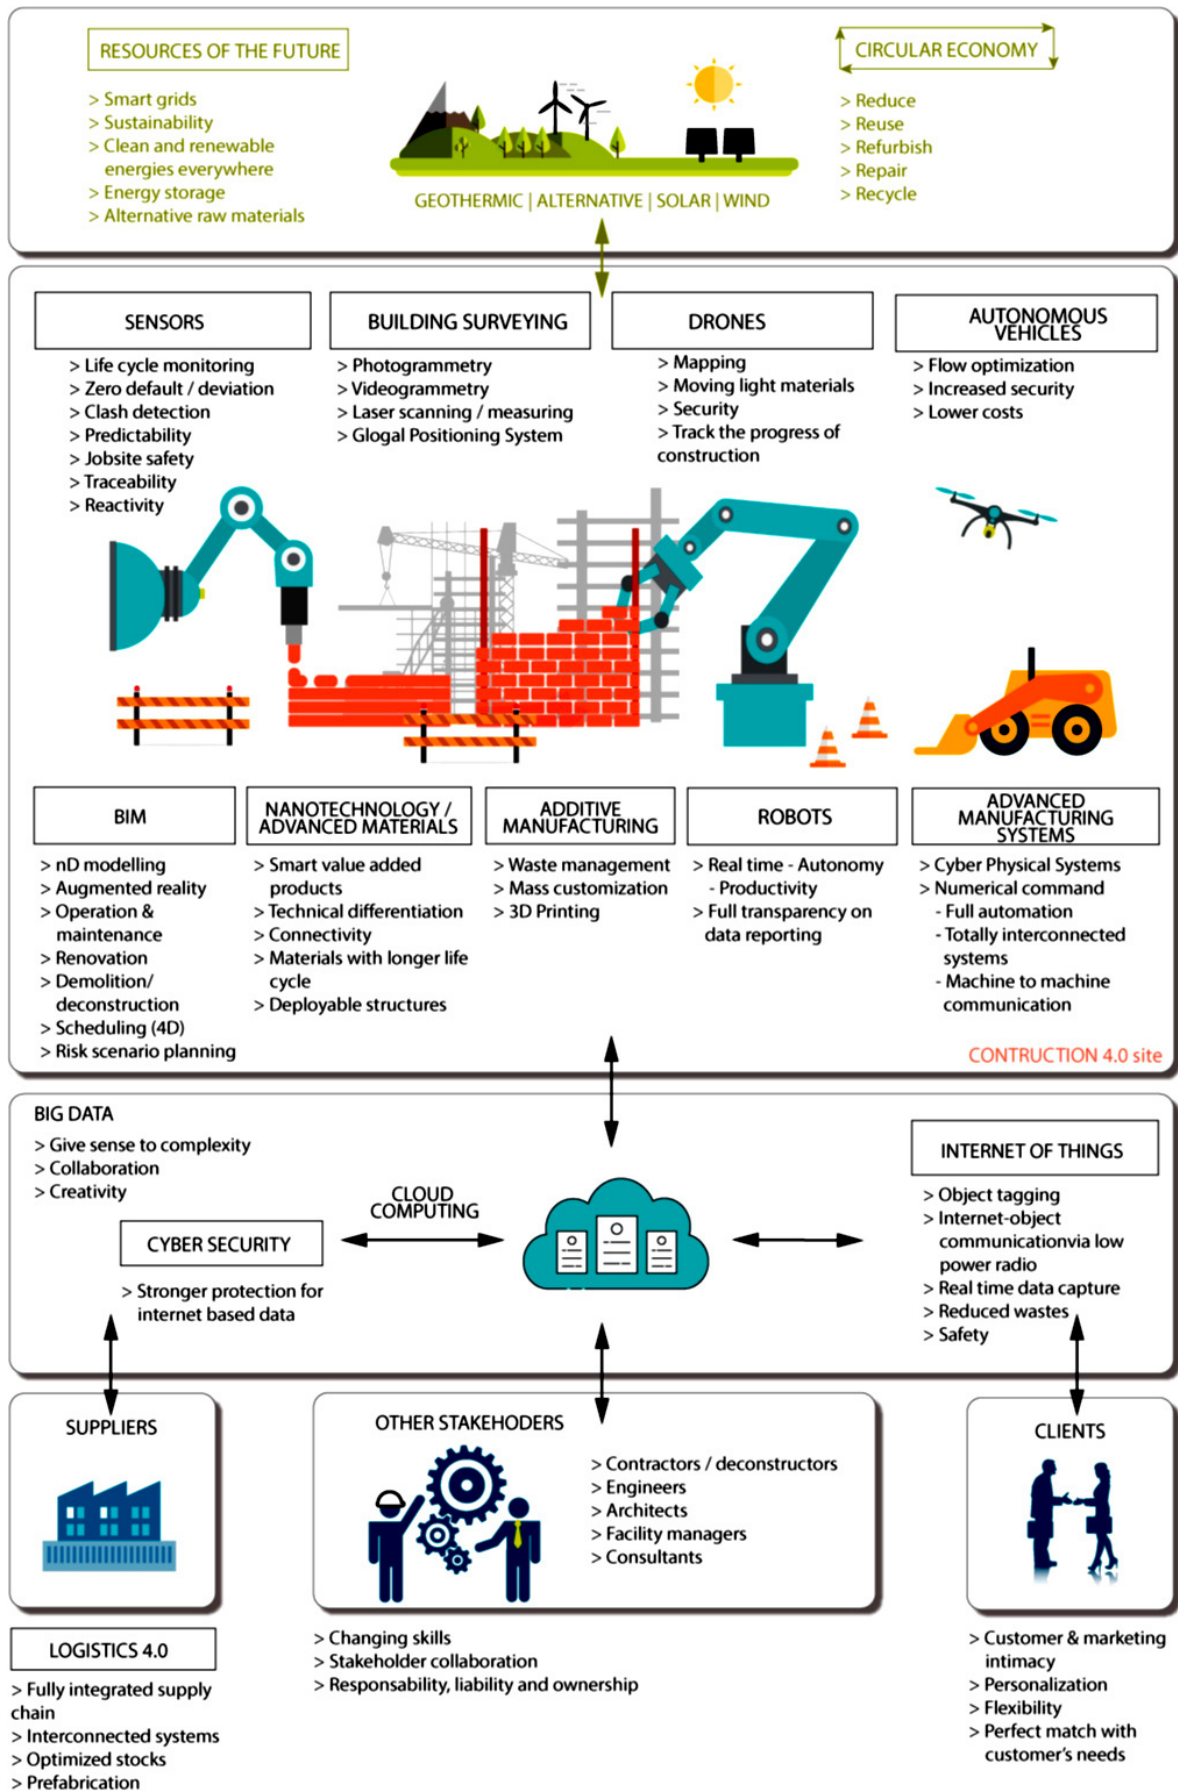 RESOURCES OF THE FUTURE
> Smart grids
> Sustainability
> Clean and renewable
energies everywhere
> Energy storage
> Alternative raw materials
GEOTHERMIC | ALTERNATIVE | SOLAR | WIND
CIRCULAR ECONOMY
> Reduce
> Reuse
> Refurbish
> Repair
> Recycle
SENSORS
> Life cycle monitoring
> Zero default / deviation
> Clash detection
> Predictability
> Jobsite safety
> Traceability
> Reactivity
BUILDING SURVEYING
> Photogrammetry
> Videogrammetry
> Laser scanning / measuring
> Glogal Positioning System
DRONES
> Mapping
> Moving light materials
> Security
> Track the progress of
construction
AUTONOMOUS
VEHICLES
> Flow optimization
> Increased security
> Lower costs
BIM
> nD modelling
> Augmented reality
> Operation &
maintenance
> Renovation
> Demolition/
deconstruction
> Scheduling (4D)
> Risk scenario planning
NANOTECHNOLOGY /
ADVANCED MATERIALS
> Smart value added
products
> Technical differentiation
> Connectivity
> Materials with longer life
cycle
> Deployable structures
ADDITIVE
MANUFACTURING
> Waste management
> Mass customization
> 3D Printing
ROBOTS
> Real time - Autonomy
- Productivity
> Full transparency on
data reporting
ADVANCED
MANUFACTURING
SYSTEMS
> Cyber Physical Systems
> Numerical command
- Full automation
- Totally interconnected
systems
- Machine to machine
communication
CONTRUCTION 4.0 site
BIG DATA
> Give sense to complexity
> Collaboration
> Creativity
CYBER SECURITY
> Stronger protection for
internet based data
CLOUD
COMPUTING
INTERNET OF THINGS
> Object tagging
> Internet-object
communicationvia low
power radio
> Real time data capture
> Reduced wastes
> Safety
SUPPLIERS
LOGISTICS 4.0
> Fully integrated supply
chain
> Interconnected systems
> Optimized stocks
> Prefabrication
OTHER STAKEHODERS
> Contractors / deconstructors
> Engineers
> Architects
> Facility managers
> Consultants
> Changing skills
> Stakeholder collaboration
> Responsability, liability and ownership
CLIENTS
> Customer & marketing
intimacy
> Personalization
> Flexibility
> Perfect match with
customer's needs